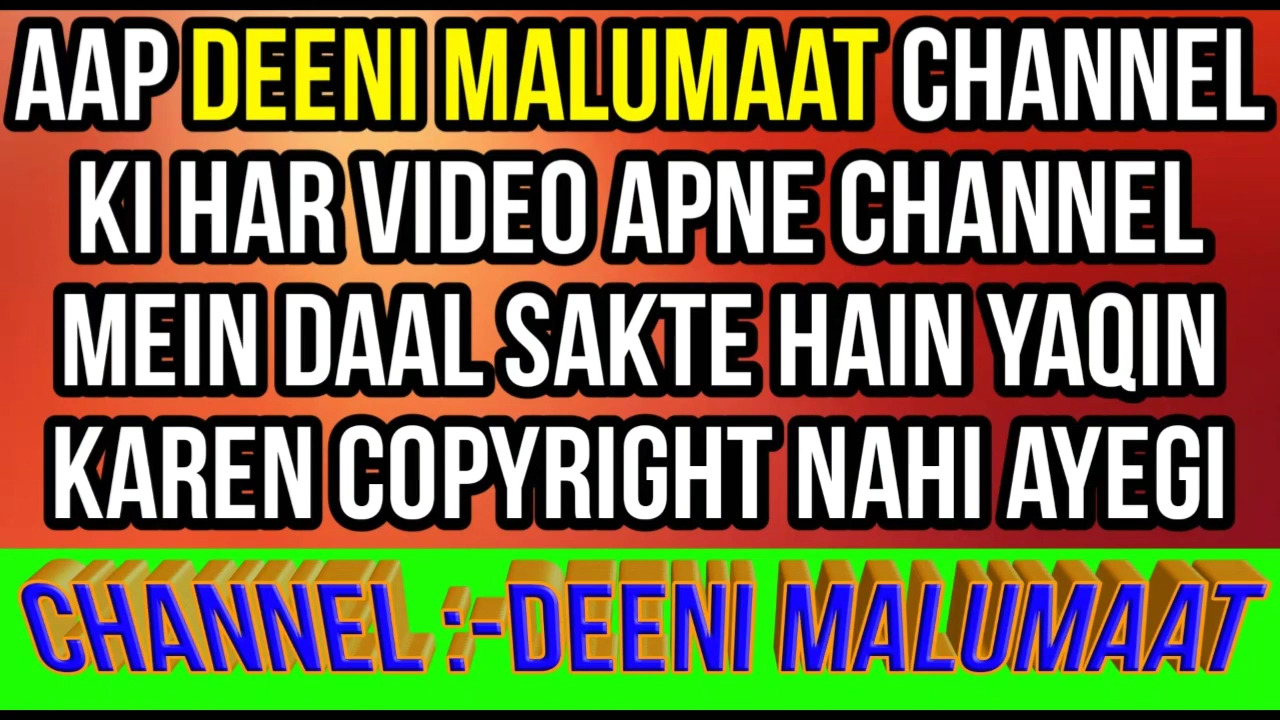 AAP DEENI MALUMAAT CHANNEL
KI HAR VIDEO APNE CHANNEL
MEIN DAAL SAKTE HAIN YAQIN
KAREN COPYRIGHT NAHI AYEGI
CHANNEL :-DEENI MALUMAAT